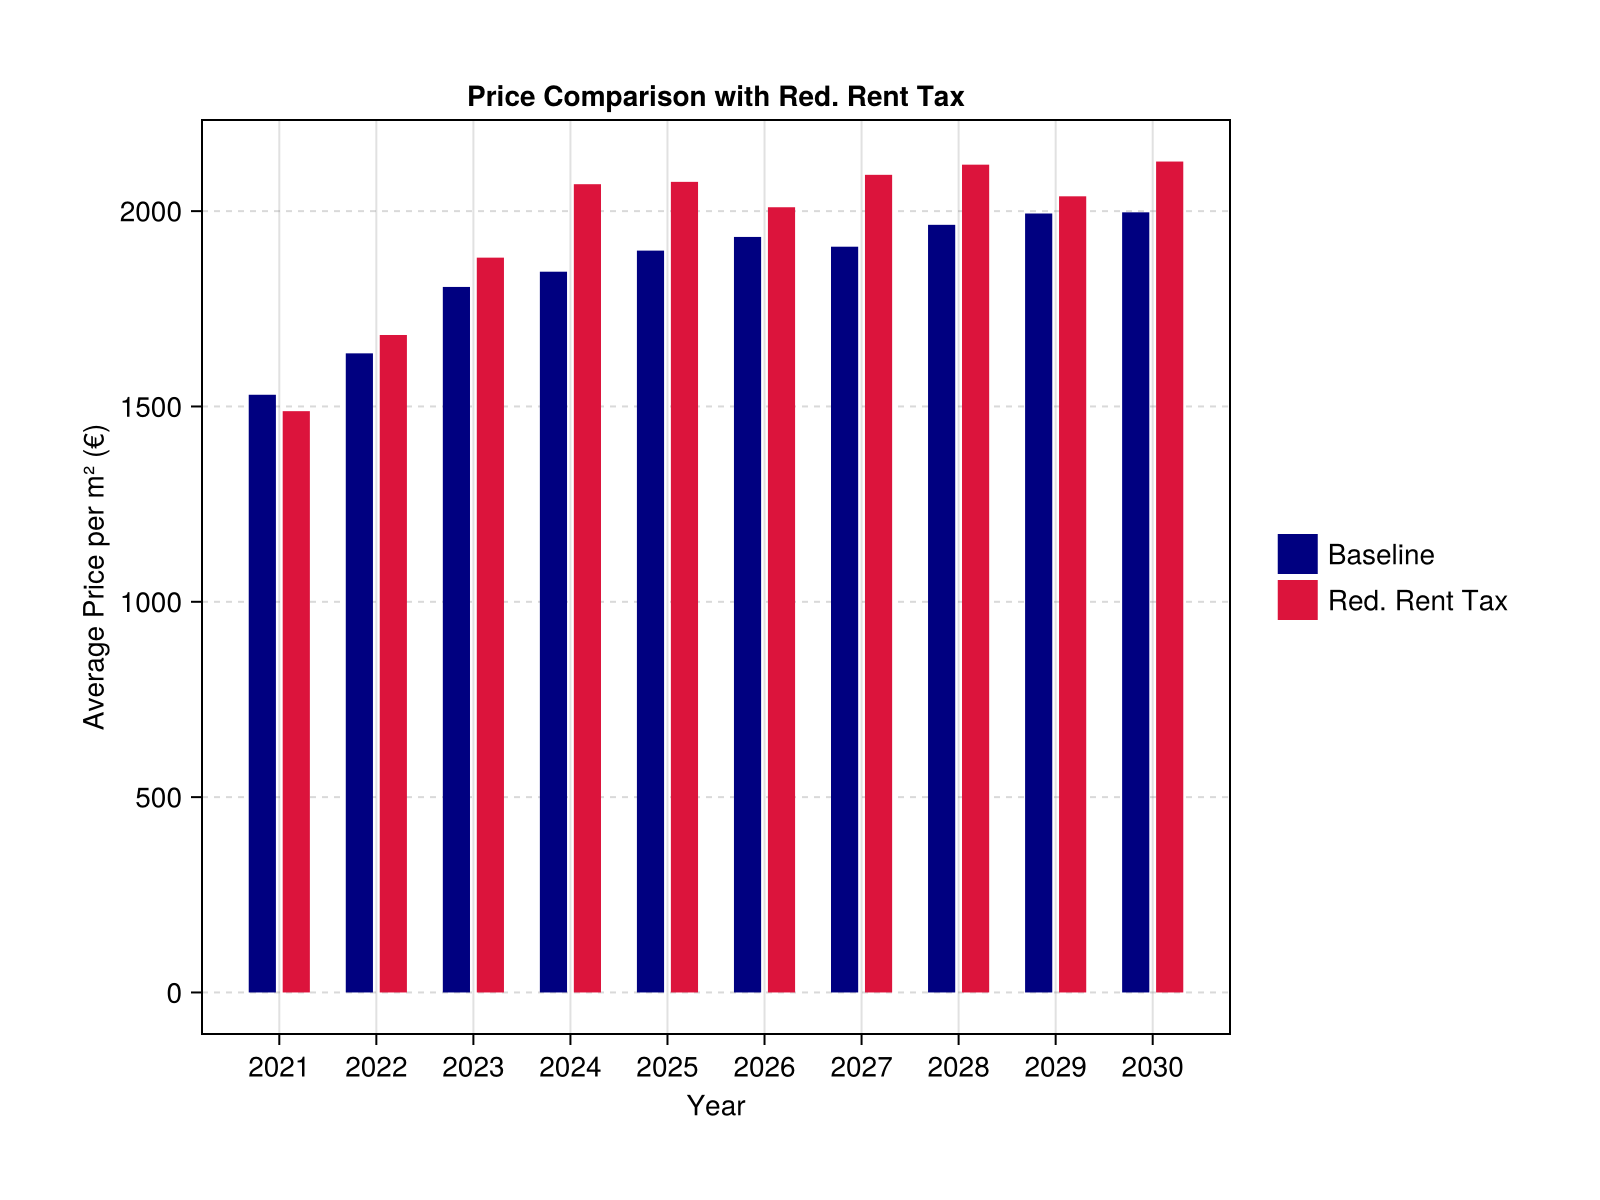 Price Comparison with Red. Rent Tax
Average Price per m² (€)
2000
1500
1000
500
0
2021 2022 2023 2024 2025 2026 2027 2028 2029 2030
Year
Baseline
Red. Rent Tax